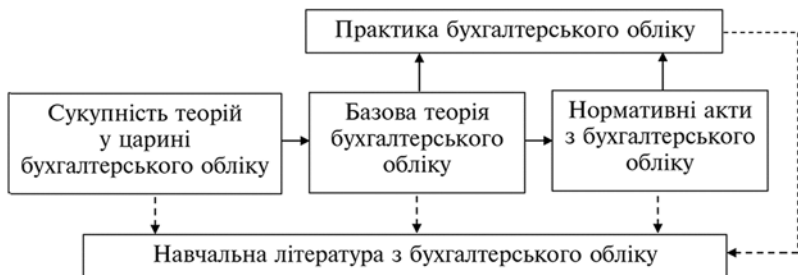 Практика бухгалтерського обліку
Сукупність теорій
у царині
бухгалтерського обліку
Базова теорія
бухгалтерського
обліку
Нормативні акти
з бухгалтерського
обліку
Навчальна література з бухгалтерського обліку